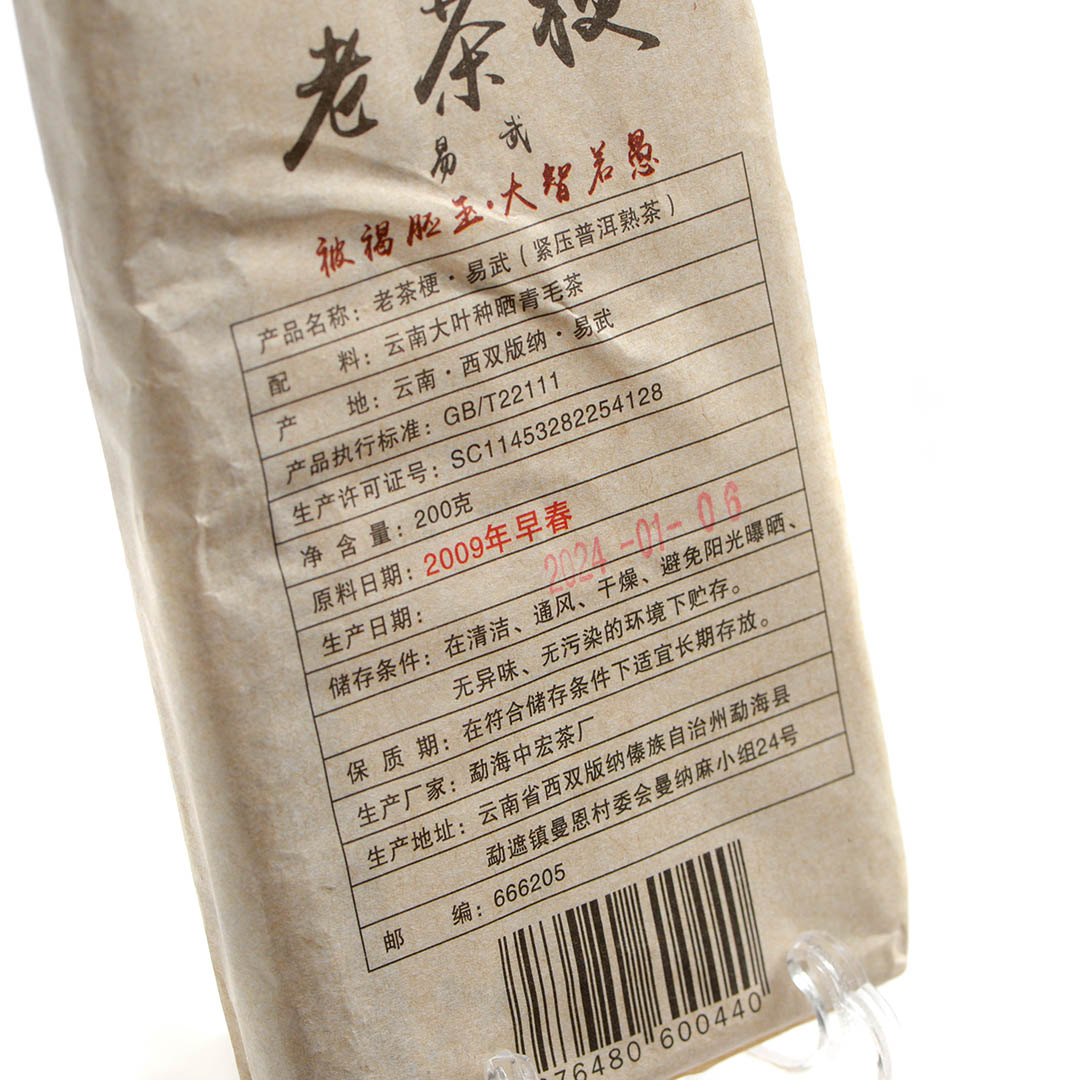 老茶梗
易武
被褐胚玉·大智若愚
产品名称：老茶梗·易武（紧压普洱熟茶）
配 料：云南大叶种晒青毛茶
产 地：云南·西双版纳·易武
产品执行标准：GB/T22111
生产许可证号：SC11453282254128
净 含 量：200克
原料日期：2009年早春
生产日期：2024-01-06
储存条件：在清洁、通风、干燥、避免阳光曝晒、
无异味、无污染的环境下贮存。
保 质 期：在符合储存条件下适宜长期存放。
生产厂家：勐海中宏茶厂
生产地址：云南省西双版纳傣族自治州勐海县
勐遮镇曼恩村委会曼纳麻小组24号
邮 编：666205
76480 600440